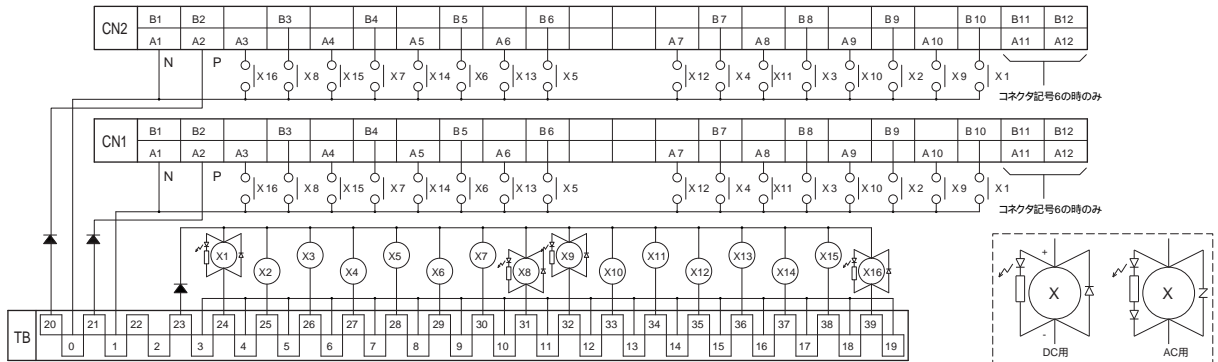 CN2 B1 B2 B3 B4 B5 B6 B7 B8 B9 B10 B11 B12
A1 A2 A3 A4 A5 A6 A7 A8 A9 A10 A11 A12
N P X16 X8 X15 X7 X14 X6 X13 X5 X12 X4 X11 X3 X10 X2 X9 X1
コネクタ記号6の時のみ
CN1 B1 B2 B3 B4 B5 B6 B7 B8 B9 B10 B11 B12
A1 A2 A3 A4 A5 A6 A7 A8 A9 A10 A11 A12
N P X16 X8 X15 X7 X14 X6 X13 X5 X12 X4 X11 X3 X10 X2 X9 X1
コネクタ記号6の時のみ
X1 X2 X3 X4 X5 X6 X7 X8 X9 X10 X11 X12 X13 X14 X15 X16
TB 20 21 22 23 24 25 26 27 28 29 30 31 32 33 34 35 36 37 38 39
0 1 2 3 4 5 6 7 8 9 10 11 12 13 14 15 16 17 18 19
+
X X
-
DC用 AC用